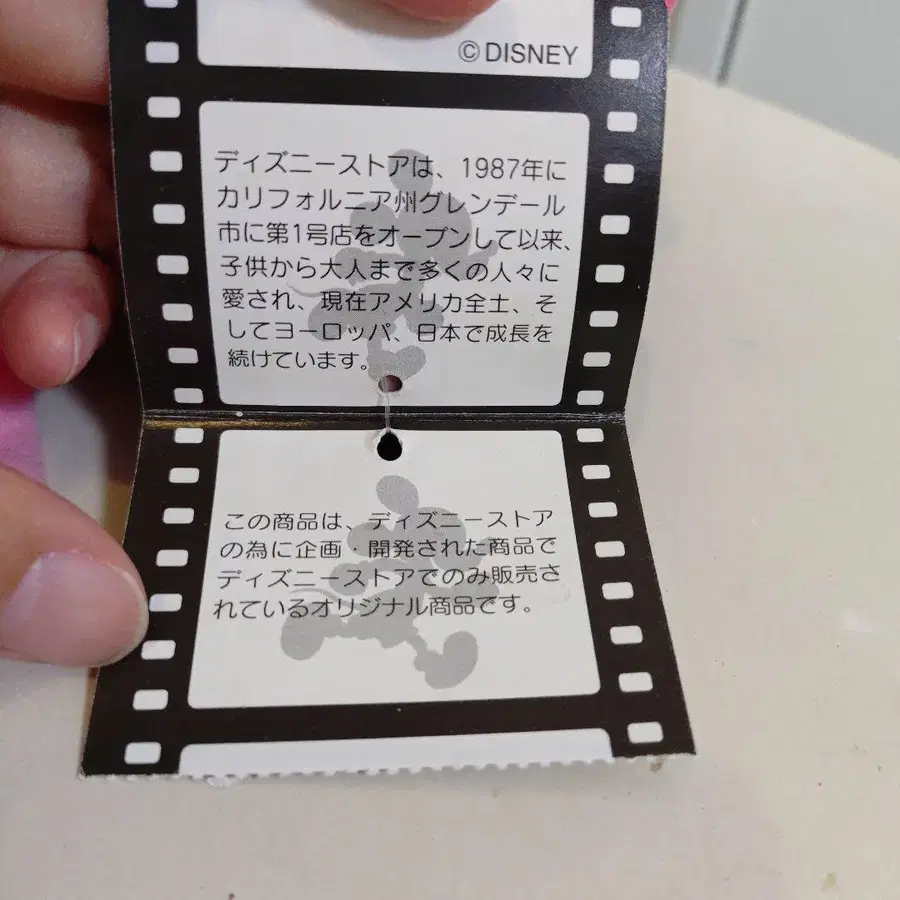 © DISNEY
ディズニーストアは、1987年に
カリフォルニア州グレンデール
市に第1号店をオープンして以来、
子供から大人まで多くの人々に
愛され、現在アメリカ全土、そ
してヨーロッパ、日本で成長を
続けています。
この商品は、ディズニーストア
の為に企画・開発された商品で
ディズニーストアでのみ販売さ
れているオリジナル商品です。